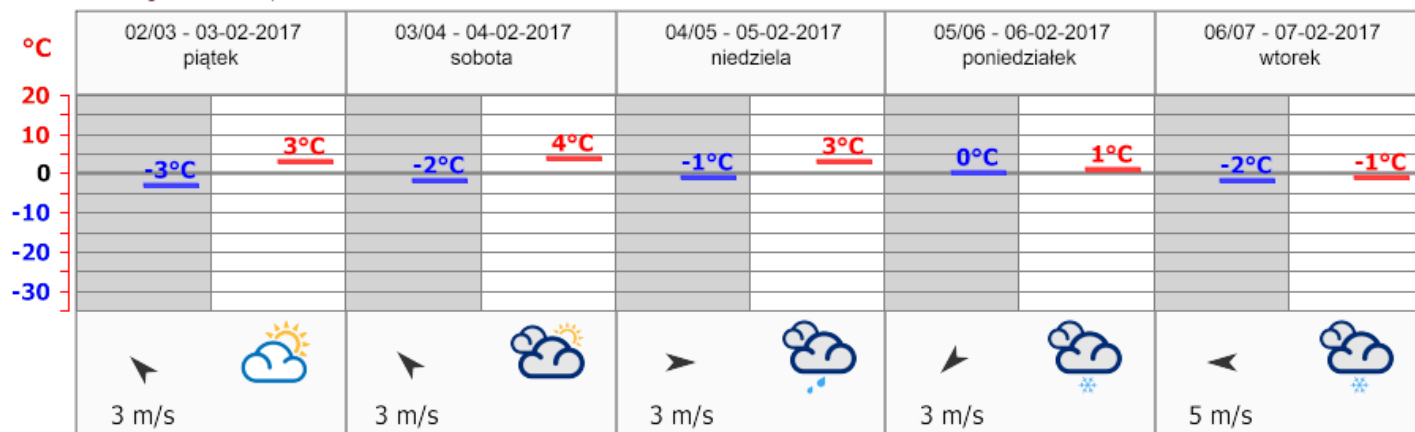 02/03 - 03-02-2017
piątek
03/04 - 04-02-2017
sobota
04/05 - 05-02-2017
niedziela
05/06 - 06-02-2017
poniedziałek
06/07 - 07-02-2017
wtorek
°C
20
10
0
-10
-20
-30
-3°C
3°C
-2°C
4°C
-1°C
3°C
0°C
1°C
-2°C
-1°C
3 m/s
3 m/s
3 m/s
3 m/s
5 m/s